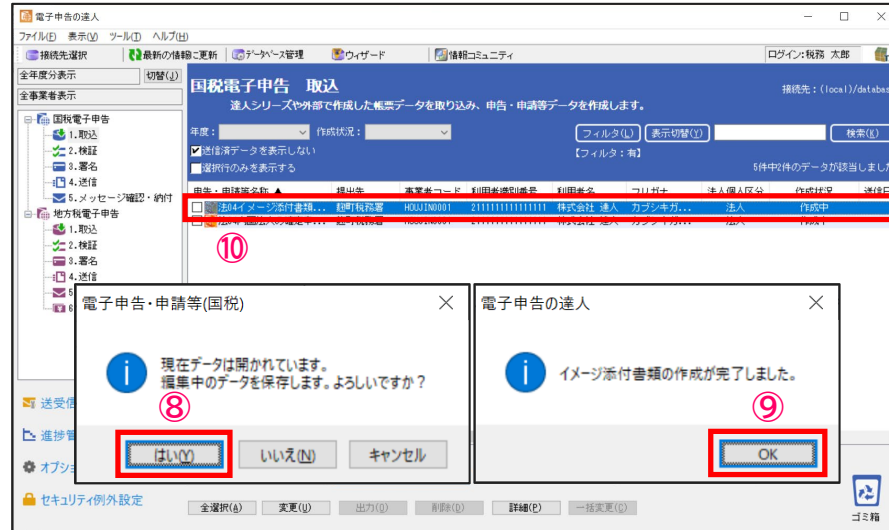 電子申告の達人
ファイル(F) 表示(V) ツール(T) ヘルプ(H)
接続先選択 最新の情報に更新 データベース管理 ウィザード 情報コミュニティ ログイン:税務 太郎
全年度分表示 切替(J)
全事業者表示
国税電子申告
1.取込
2.検証
3.署名
4.送信
5.メッセージ確認・納付
地方税電子申告
1.取込
2.検証
3.署名
4.送信
5
6
国税電子申告 取込
接続先:(local)/databas
達人シリーズや外部で作成した帳票データを取り込み、申告・申請等データを作成します。
年度: 作成状況: フィルタ(L) 表示切替(Y) 検索(K)
送信済データを表示しない 【フィルタ:有】
選択行のみを表示する 5件中2件のデータが該当しました
申告・申請等名称 ▲ 提出先 事業者コード 利用者識別番号 利用者名 フリガナ 法人個人区分 作成状況 送信日
法04イメージ添付書類... 麹町税務署 HOUJIN0001 2111111111111111 株式会社 達人 カブシキガ... 法人 作成中
⑩
電子申告・申請等(国税)
現在データは開かれています。
編集中のデータを保存します。よろしいですか?
⑧
はい(Y) いいえ(N) キャンセル
電子申告の達人
イメージ添付書類の作成が完了しました。
⑨
OK
送受信
進捗管
オプショ
セキュリティ例外設定
全選択(A) 変更(U) 出力(O) 削除(D) 詳細(P) 一括変更(C)
ゴミ箱